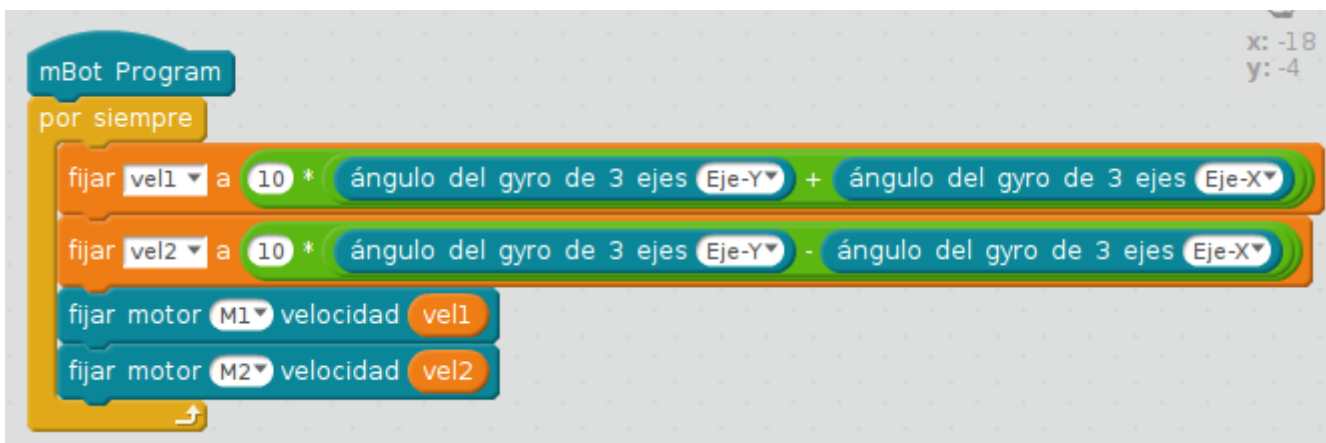 x: -18
y: -4
mBot Program
por siempre
fijar vel1 a 10 * ángulo del gyro de 3 ejes Eje-Y + ángulo del gyro de 3 ejes Eje-X
fijar vel2 a 10 * ángulo del gyro de 3 ejes Eje-Y - ángulo del gyro de 3 ejes Eje-X
fijar motor M1 velocidad vel1
fijar motor M2 velocidad vel2